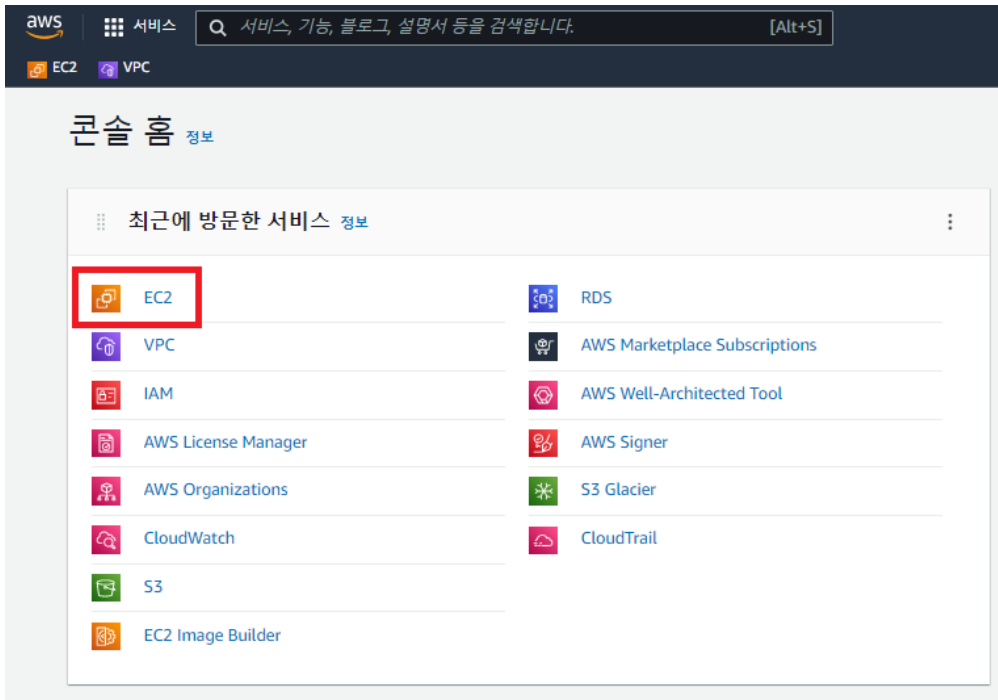 aws 서비스 서비스, 기능, 블로그, 설명서 등을 검색합니다. [Alt+S]
EC2 VPC
콘솔 홈 정보
최근에 방문한 서비스 정보
EC2
VPC
IAM
AWS License Manager
AWS Organizations
CloudWatch
S3
EC2 Image Builder
RDS
AWS Marketplace Subscriptions
AWS Well-Architected Tool
AWS Signer
S3 Glacier
CloudTrail